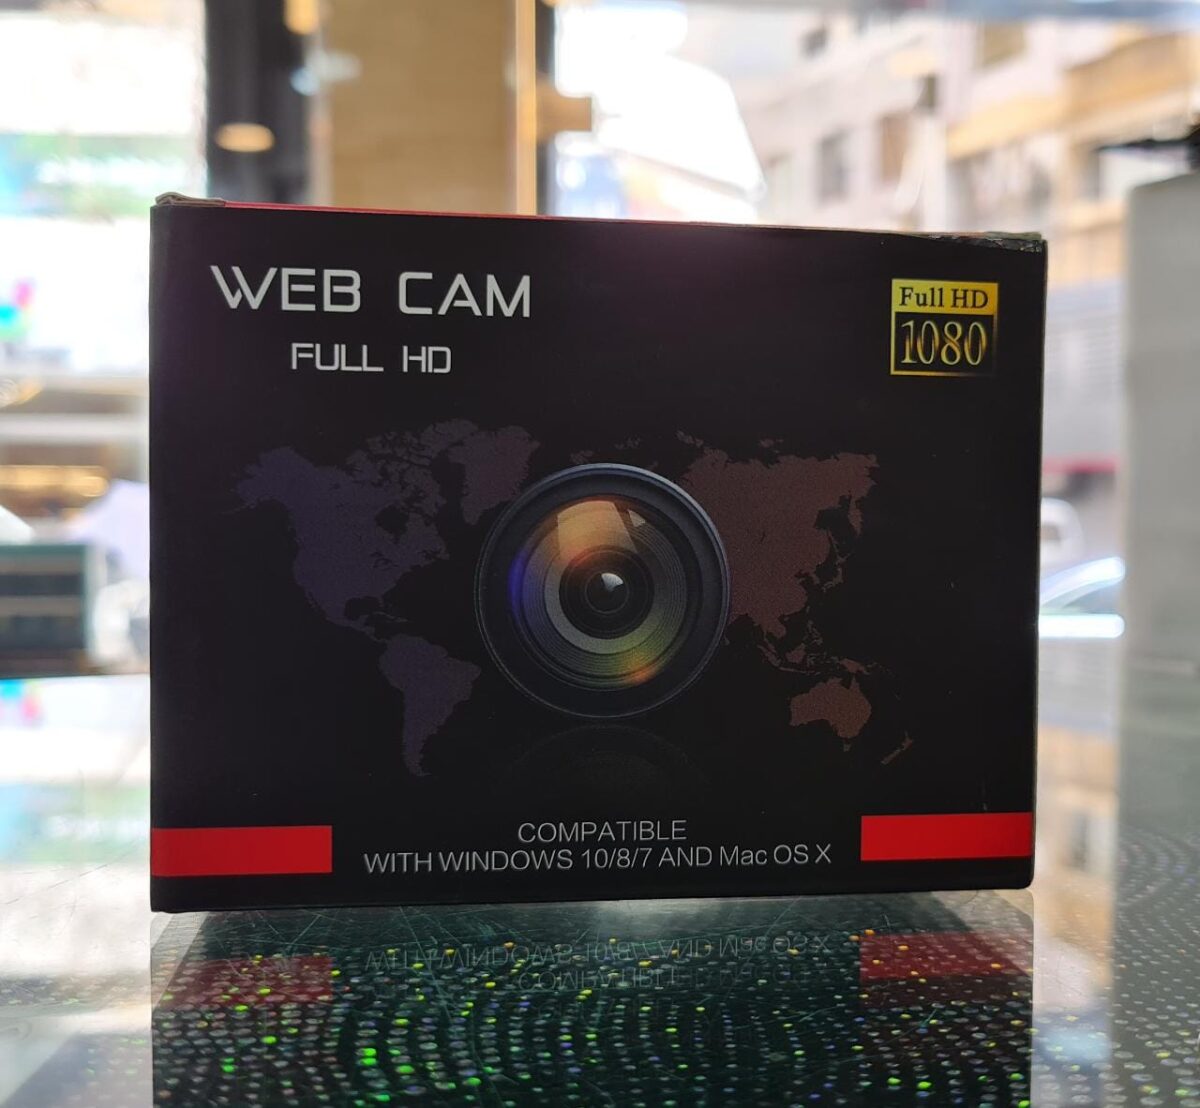 WEB CAM
FULL HD
Full HD
1080
COMPATIBLE
WITH WINDOWS 10/8/7 AND Mac OS X